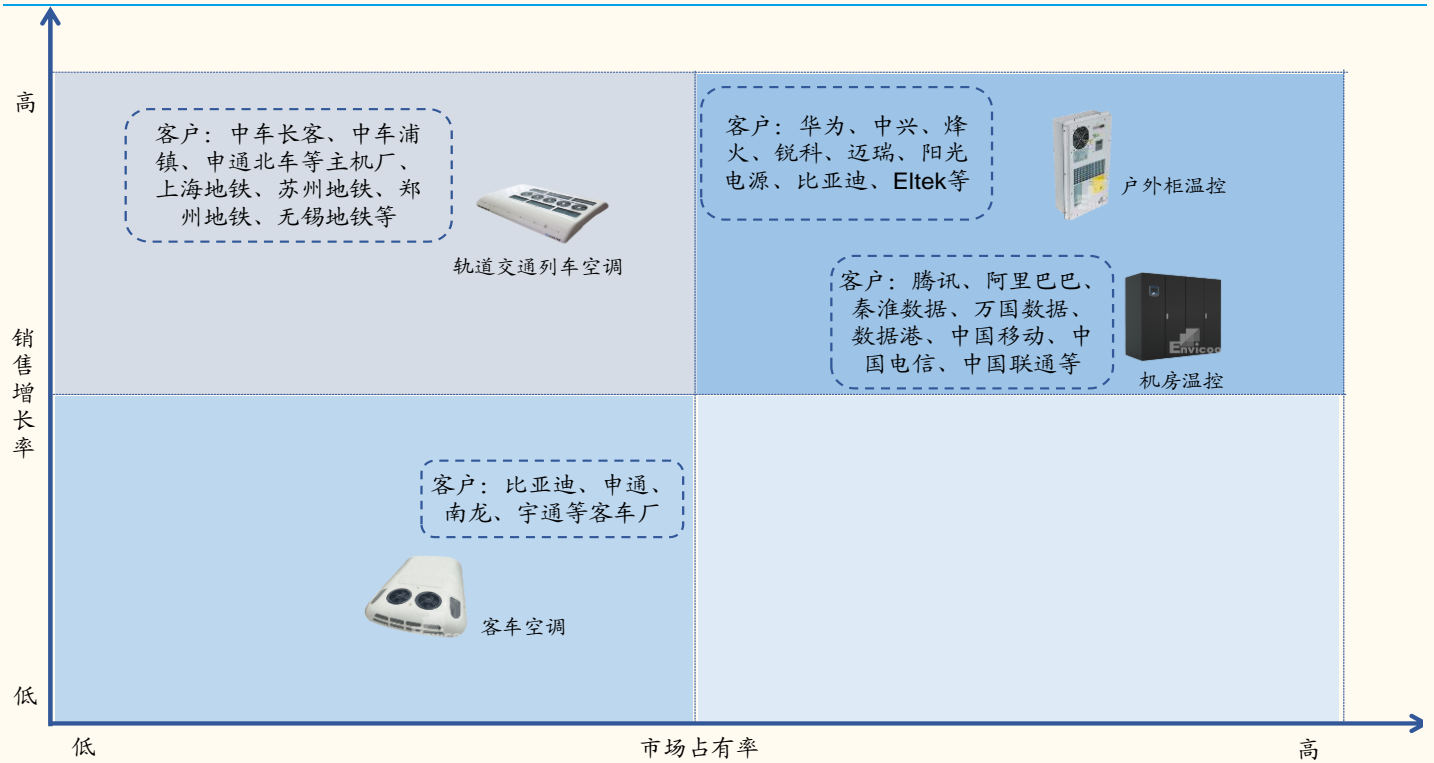 高
客户：中车长客、中车浦
镇、申通北车等主机厂、
上海地铁、苏州地铁、郑
州地铁、无锡地铁等
轨道交通列车空调
客户：华为、中兴、烽
火、锐科、迈瑞、阳光
电源、比亚迪、Eltek等
户外柜温控
客户：腾讯、阿里巴巴、
秦淮数据、万国数据、
数据港、中国移动、中
国电信、中国联通等
Envicoo
机房温控
销
售
增
长
率
客户：比亚迪、申通、
南龙、宇通等客车厂
客车空调
低
低
市场占有率
高